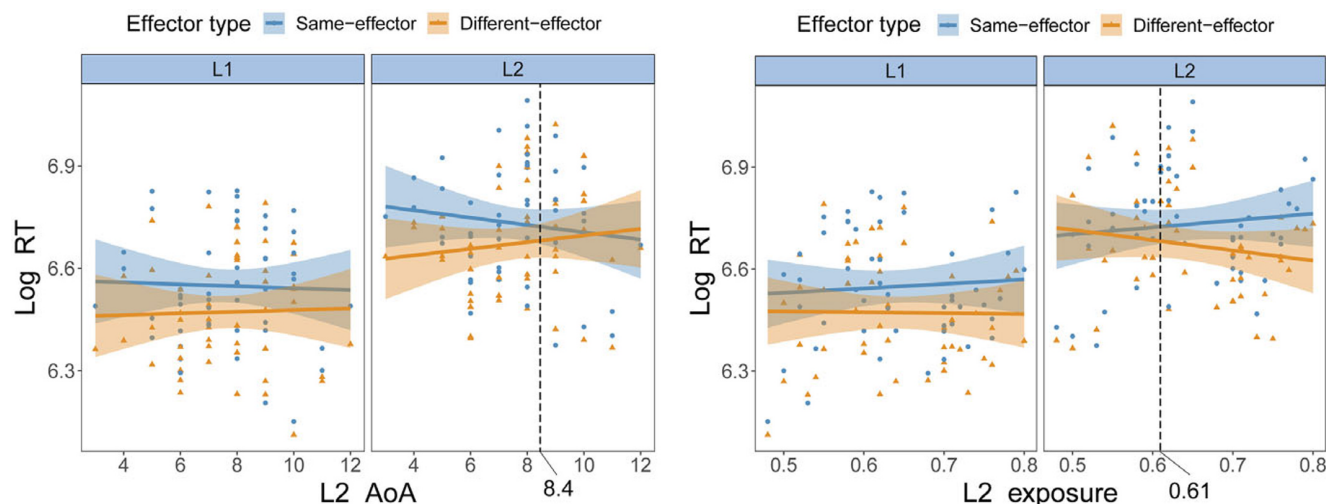 Effector type Same-effector Different-effector
L1 L2
Log RT
6.9
6.6
6.3
4 6 8 10 12 4 6 8 10 12
L2 AoA 8.4
Effector type Same-effector Different-effector
L1 L2
Log RT
6.9
6.6
6.3
0.5 0.6 0.7 0.8 0.5 0.6 0.7 0.8
L2 exposure 0.61